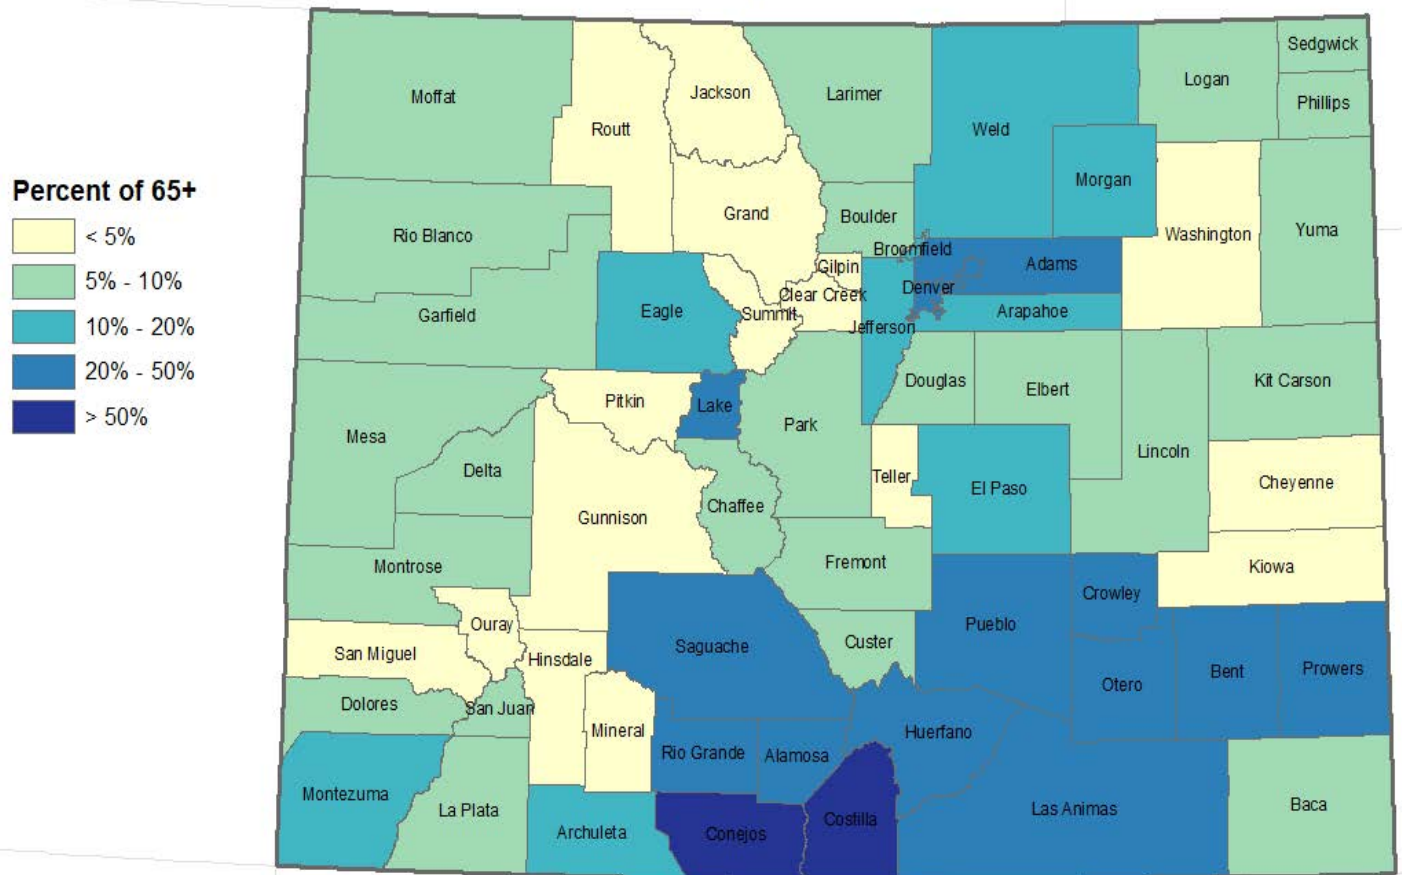 Percent of 65+
< 5%
5% - 10%
10% - 20%
20% - 50%
> 50%
Moffat
Routt
Jackson
Larimer
Weld
Logan
Sedgwick
Phillips
Morgan
Rio Blanco
Grand
Boulder
Washington
Yuma
Broomfield
Gilpin
Adams
Denver
Clear Creek
Garfield
Eagle
Summit
Jefferson
Arapahoe
Douglas
Elbert
Kit Carson
Pitkin
Lake
Mesa
Park
Lincoln
Delta
Teller
El Paso
Cheyenne
Gunnison
Chaffee
Montrose
Fremont
Kiowa
Crowley
Ouray
Pueblo
San Miguel
Hinsdale
Saguache
Custer
Otero
Bent
Prowers
Dolores
San Juan
Mineral
Rio Grande
Alamosa
Huerfano
Montezuma
La Plata
Archuleta
Conejos
Costilla
Las Animas
Baca